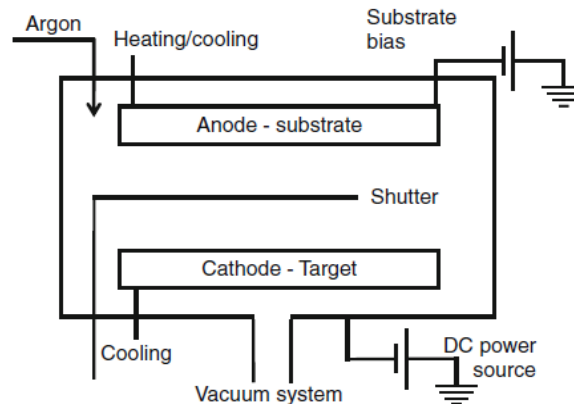 Argon
Heating/cooling
Substrate
bias
Anode - substrate
Shutter
Cathode - Target
Cooling
DC power
source
Vacuum system